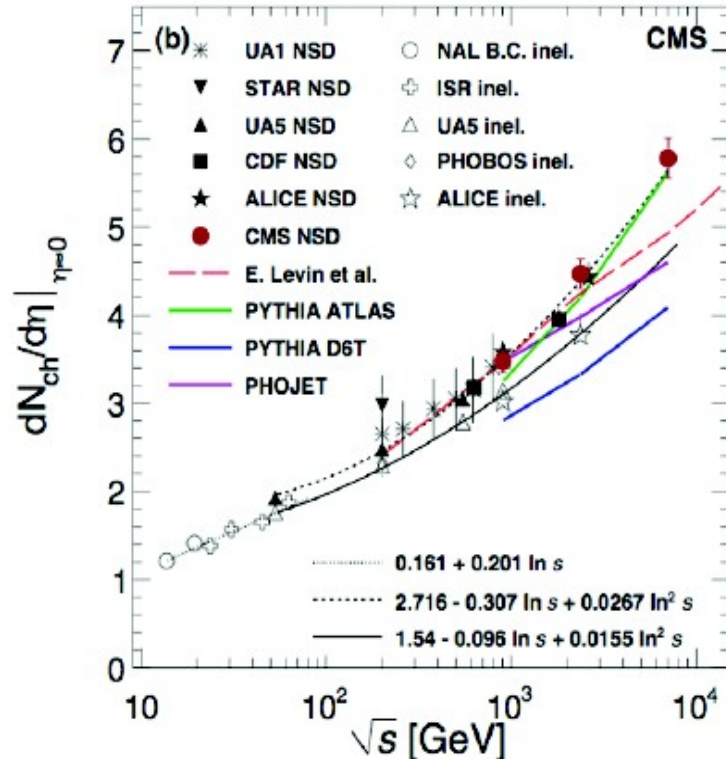 (b)
CMS
UA1 NSD
STAR NSD
UA5 NSD
CDF NSD
ALICE NSD
CMS NSD
E. Levin et al.
PYTHIA ATLAS
PYTHIA D6T
PHOJET
NAL B.C. inel.
ISR inel.
UA5 inel.
PHOBOS inel.
ALICE inel.
dN_ch/dη|_η≈0
7
6
5
4
3
2
1
0
0.161 + 0.201 ln s
2.716 - 0.307 ln s + 0.0267 ln² s
1.54 - 0.096 ln s + 0.0155 ln² s
10 10² 10³ 10⁴
√s [GeV]